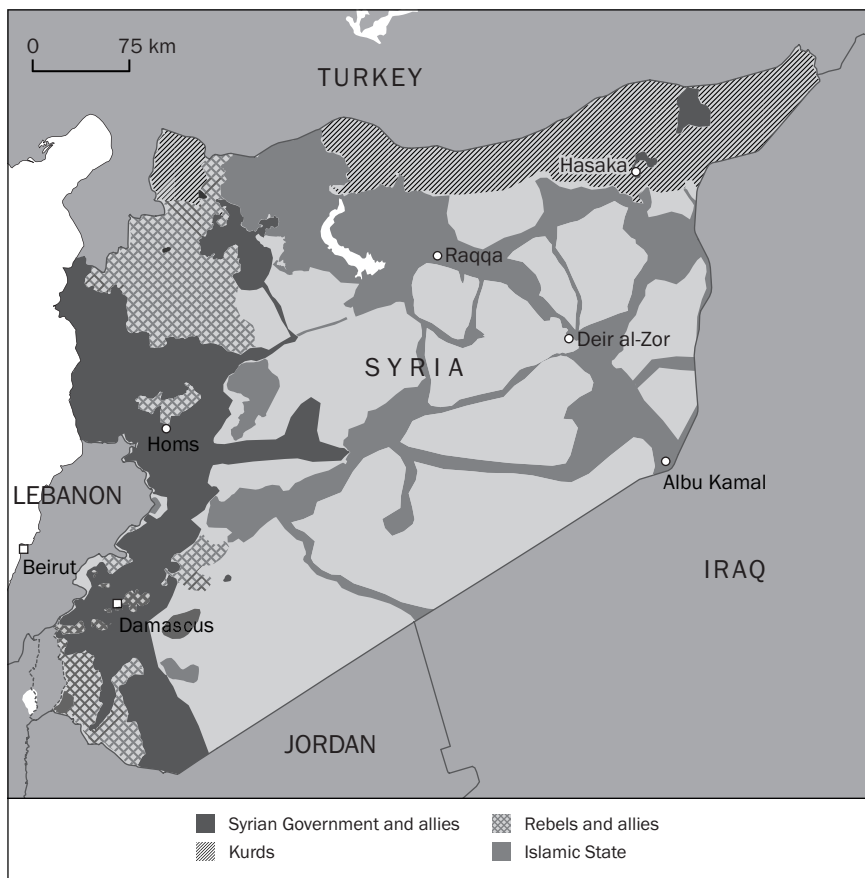 0 75 km
TURKEY
Hasaka
Raqqa
Deir al-Zor
SYRIA
Homs
Albu Kamal
LEBANON
Beirut
IRAQ
Damascus
JORDAN
Syrian Government and allies
Rebels and allies
Kurds
Islamic State